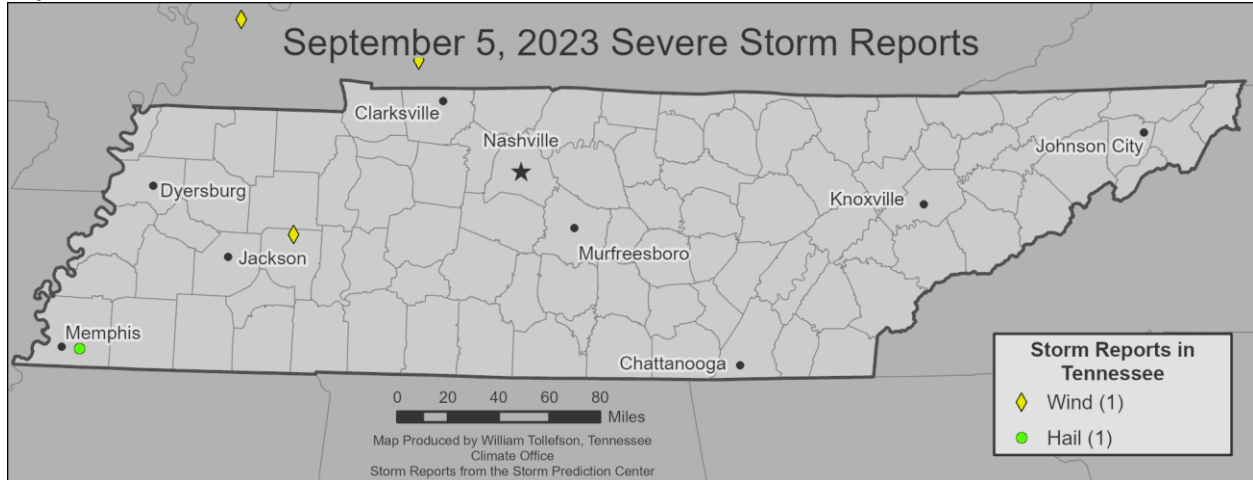 September 5, 2023 Severe Storm Reports
Clarksville
Nashville
Johnson City
Dyersburg
Knoxville
Jackson
Murfreesboro
Memphis
Chattanooga
0 20 40 60 80
Miles
Map Produced by William Tollefson, Tennessee
Climate Office
Storm Reports from the Storm Prediction Center
Storm Reports in
Tennessee
Wind (1)
Hail (1)